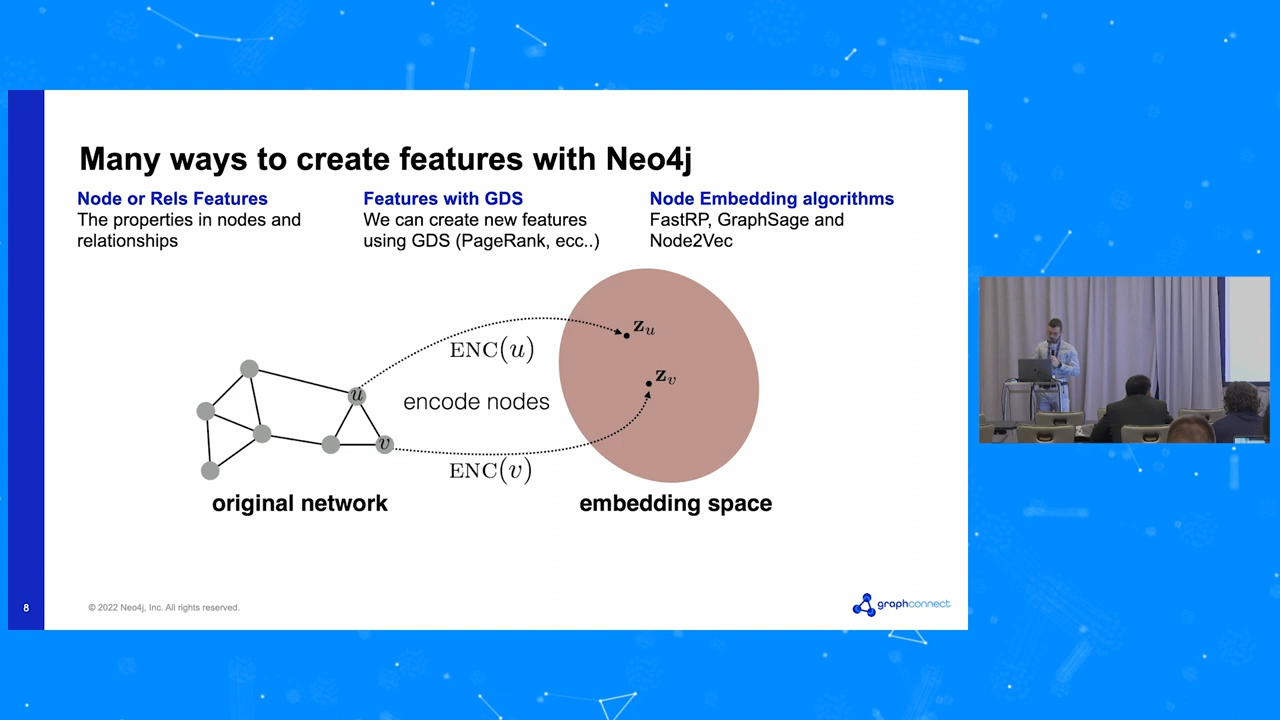 Many ways to create features with Neo4j
Node or Rels Features
The properties in nodes and
relationships
Features with GDS
We can create new features
using GDS (PageRank, ecc..)
Node Embedding algorithms
FastRP, GraphSage and
Node2Vec
z_u
ENC(u)
z_v
u
encode nodes
v
ENC(v)
original network
embedding space
8
© 2022 Neo4j, Inc. All rights reserved.
graphconnect